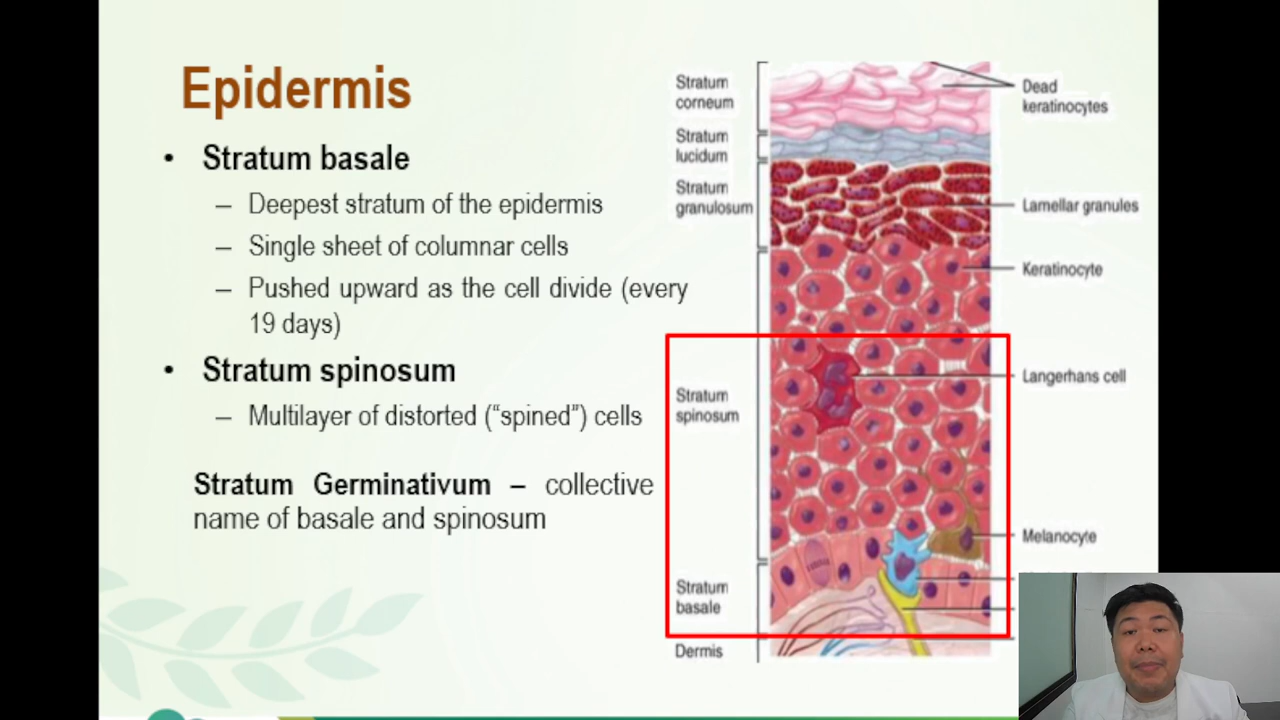 Epidermis
• Stratum basale
– Deepest stratum of the epidermis
– Single sheet of columnar cells
– Pushed upward as the cell divide (every
19 days)
• Stratum spinosum
– Multilayer of distorted (“spined”) cells
Stratum Germinativum – collective
name of basale and spinosum
Stratum
corneum
Stratum
lucidum
Stratum
granulosum
Stratum
spinosum
Stratum
basale
Dermis
Dead
keratinocytes
Lamellar granules
Keratinocyte
Langerhans cell
Melanocyte